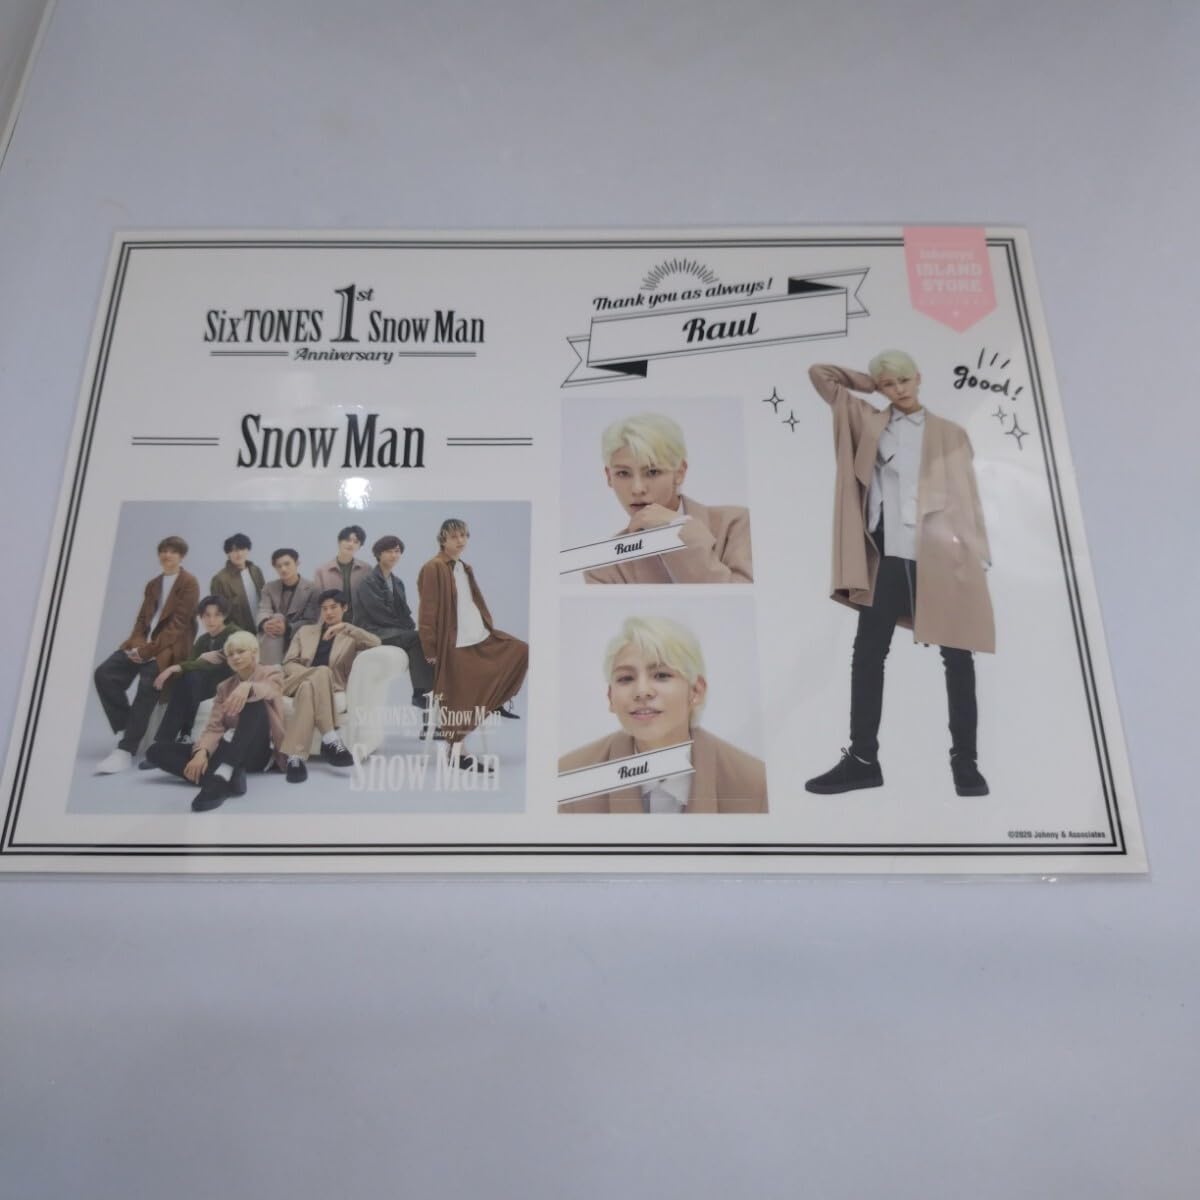 SixTONES 1st Snow Man
Anniversary
Snow Man
SixTONES 1st Snow Man
Anniversary
Snow Man
Thank you as always!
Raul
Raul
Raul
Johnnys'
ISLAND
STORE
good!
©2020 Johnny & Associates